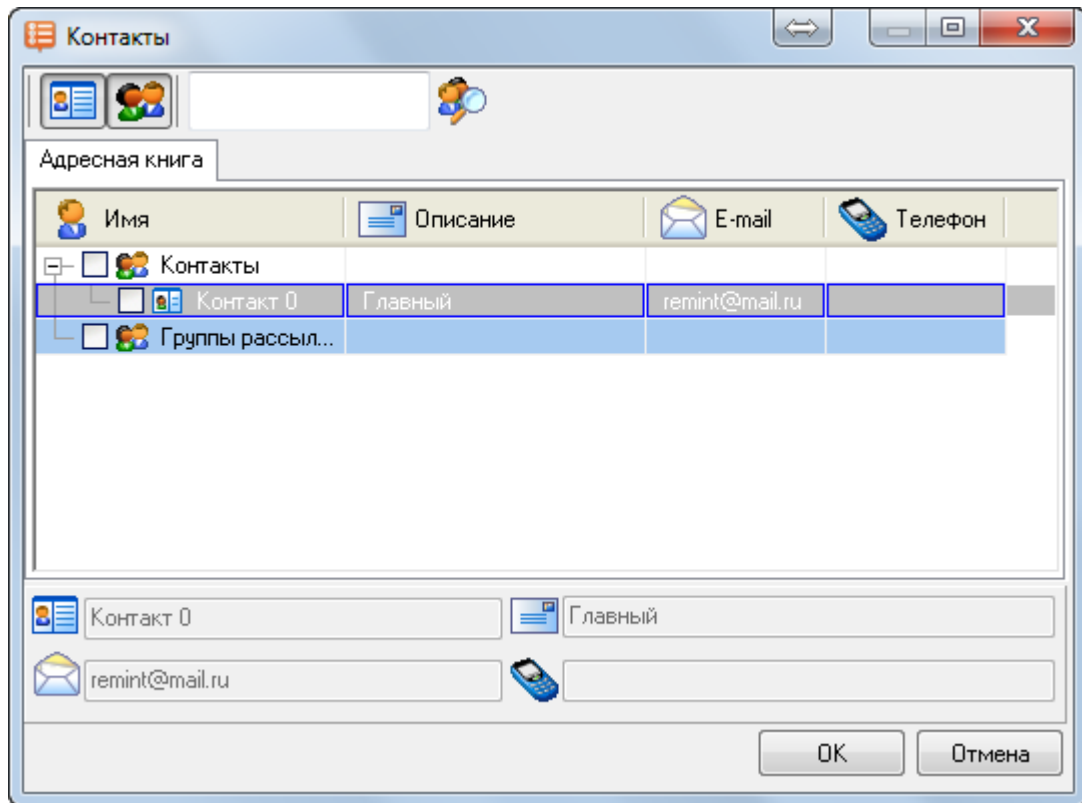 Контакты
Адресная книга
Имя Описание E-mail Телефон
Контакты
Контакт 0 Главный remint@mail.ru
Группы рассыл...
Контакт 0 Главный
remint@mail.ru
OK Отмена